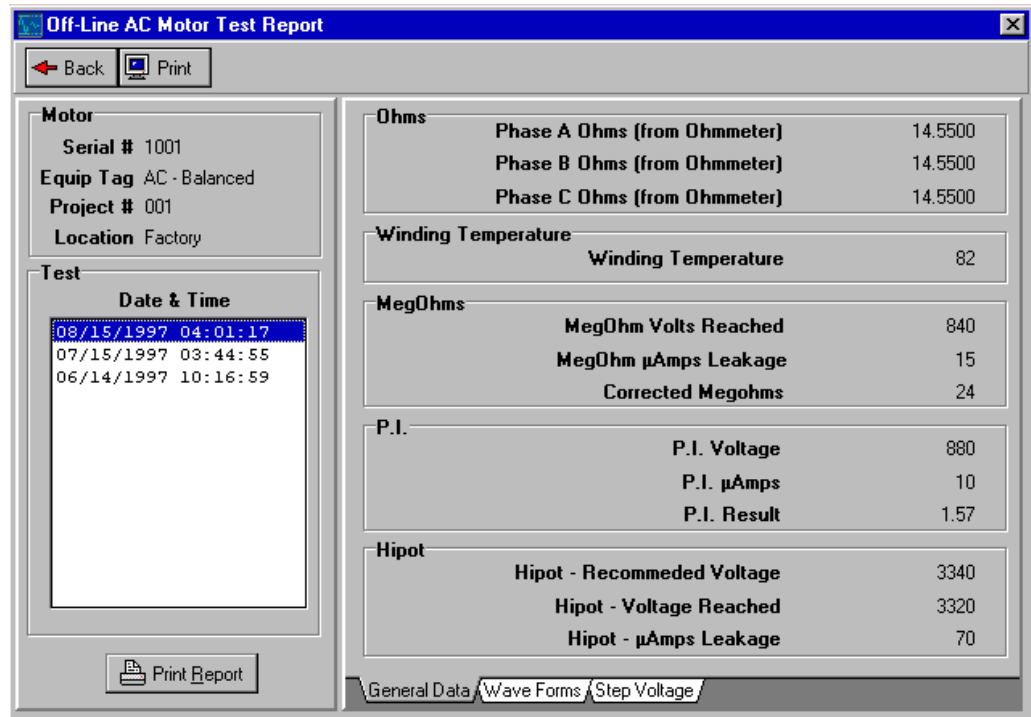 Off-Line AC Motor Test Report
Back Print
Motor
Serial # 1001
Equip Tag AC - Balanced
Project # 001
Location Factory
Test
Date & Time
08/15/1997 04:01:17
07/15/1997 03:44:55
06/14/1997 10:16:59
Print Report
Ohms
Phase A Ohms (from Ohmmeter) 14.5500
Phase B Ohms (from Ohmmeter) 14.5500
Phase C Ohms (from Ohmmeter) 14.5500
Winding Temperature
Winding Temperature 82
MegOhms
MegOhm Volts Reached 840
MegOhm µAmps Leakage 15
Corrected Megohms 24
P.I.
P.I. Voltage 880
P.I. µAmps 10
P.I. Result 1.57
Hipot
Hipot - Recommeded Voltage 3340
Hipot - Voltage Reached 3320
Hipot - µAmps Leakage 70
General Data Wave Forms Step Voltage